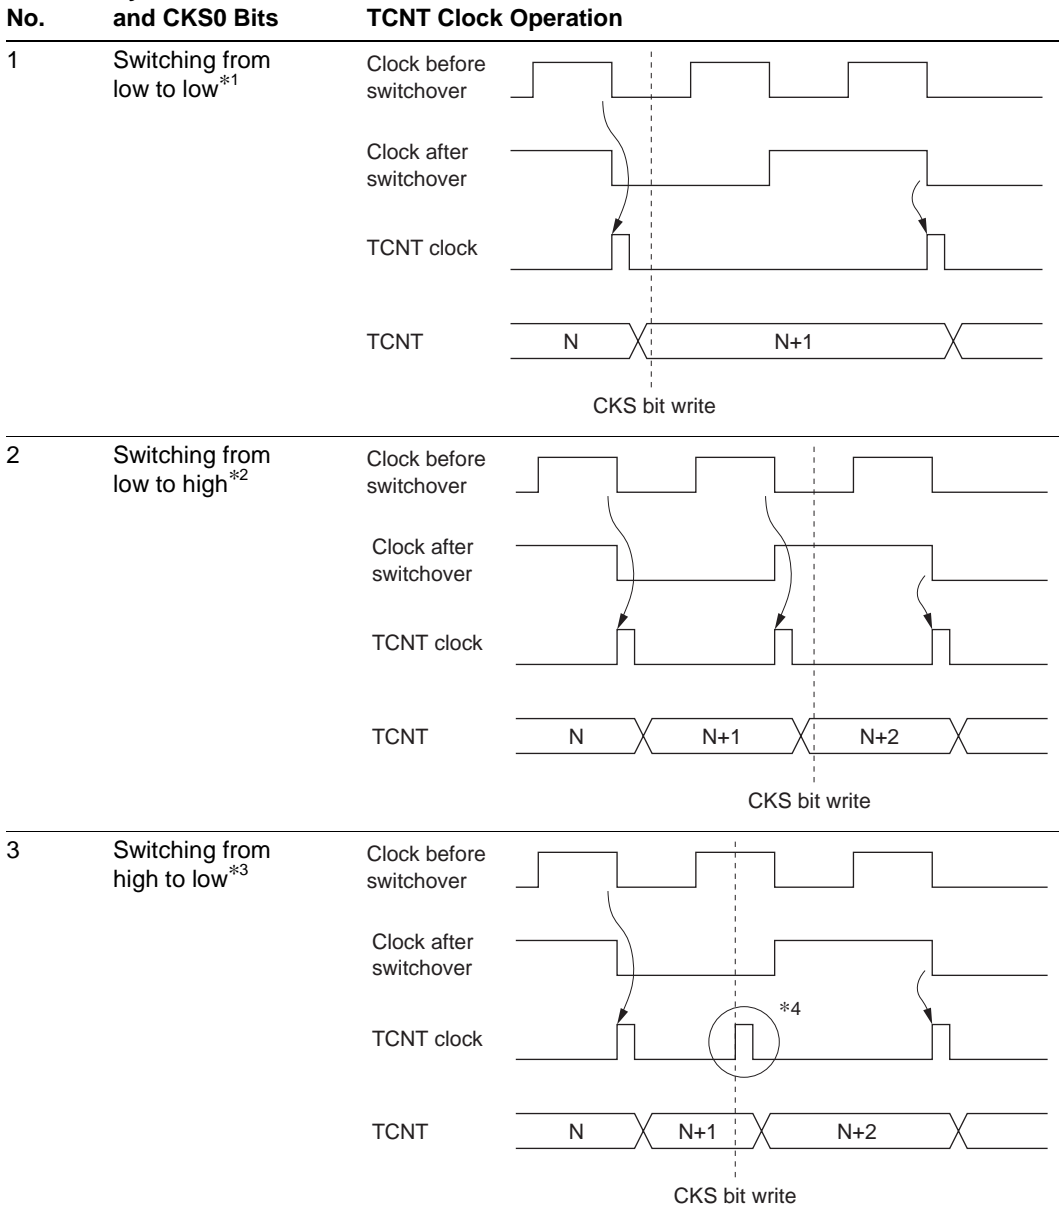 No. and CKS0 Bits TCNT Clock Operation
1 Switching from low to low*1
Clock before switchover
Clock after switchover
TCNT clock
TCNT N N+1
CKS bit write
2 Switching from low to high*2
Clock before switchover
Clock after switchover
TCNT clock
TCNT N N+1 N+2
CKS bit write
3 Switching from high to low*3
Clock before switchover
Clock after switchover
*4
TCNT clock
TCNT N N+1 N+2
CKS bit write